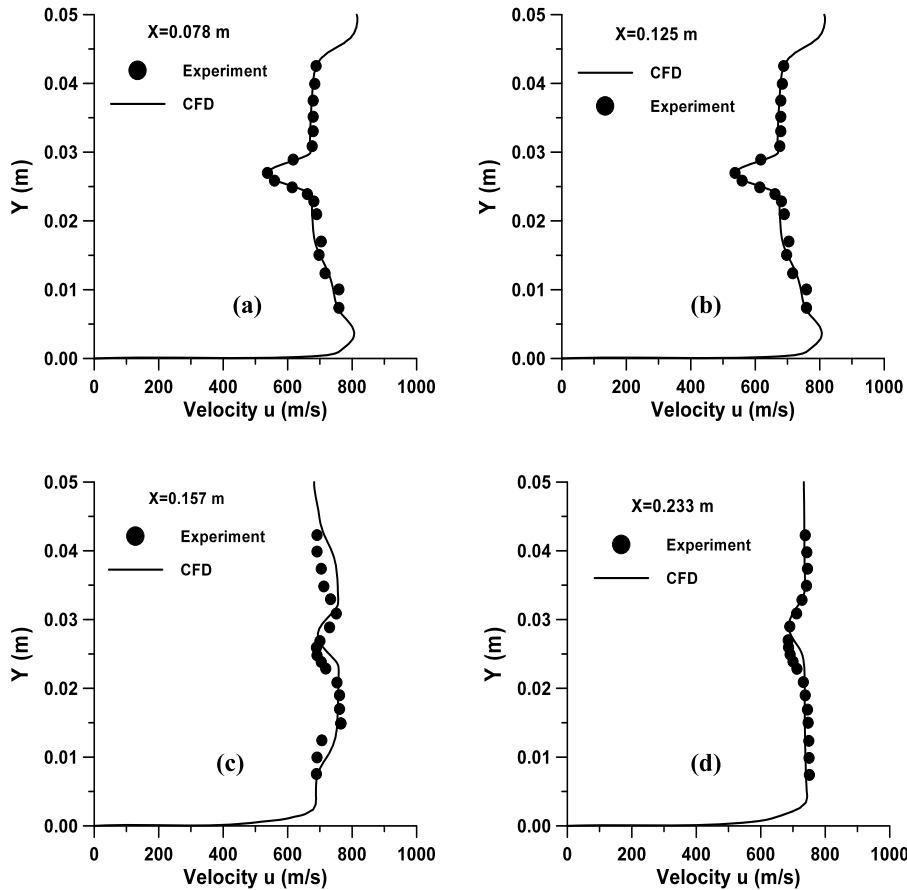 0.05
X=0.078 m
Experiment
CFD
0.04
0.03
Y (m)
0.02
0.01
(a)
0.00
0 200 400 600 800 1000
Velocity u (m/s)
0.05
X=0.125 m
CFD
Experiment
0.04
0.03
Y (m)
0.02
0.01
(b)
0.00
0 200 400 600 800 1000
Velocity u (m/s)
0.05
X=0.157 m
Experiment
CFD
0.04
0.03
Y (m)
0.02
0.01
(c)
0.00
0 200 400 600 800 1000
Velocity u (m/s)
0.05
X=0.233 m
Experiment
CFD
0.04
0.03
Y (m)
0.02
0.01
(d)
0.00
0 200 400 600 800 1000
Velocity u (m/s)